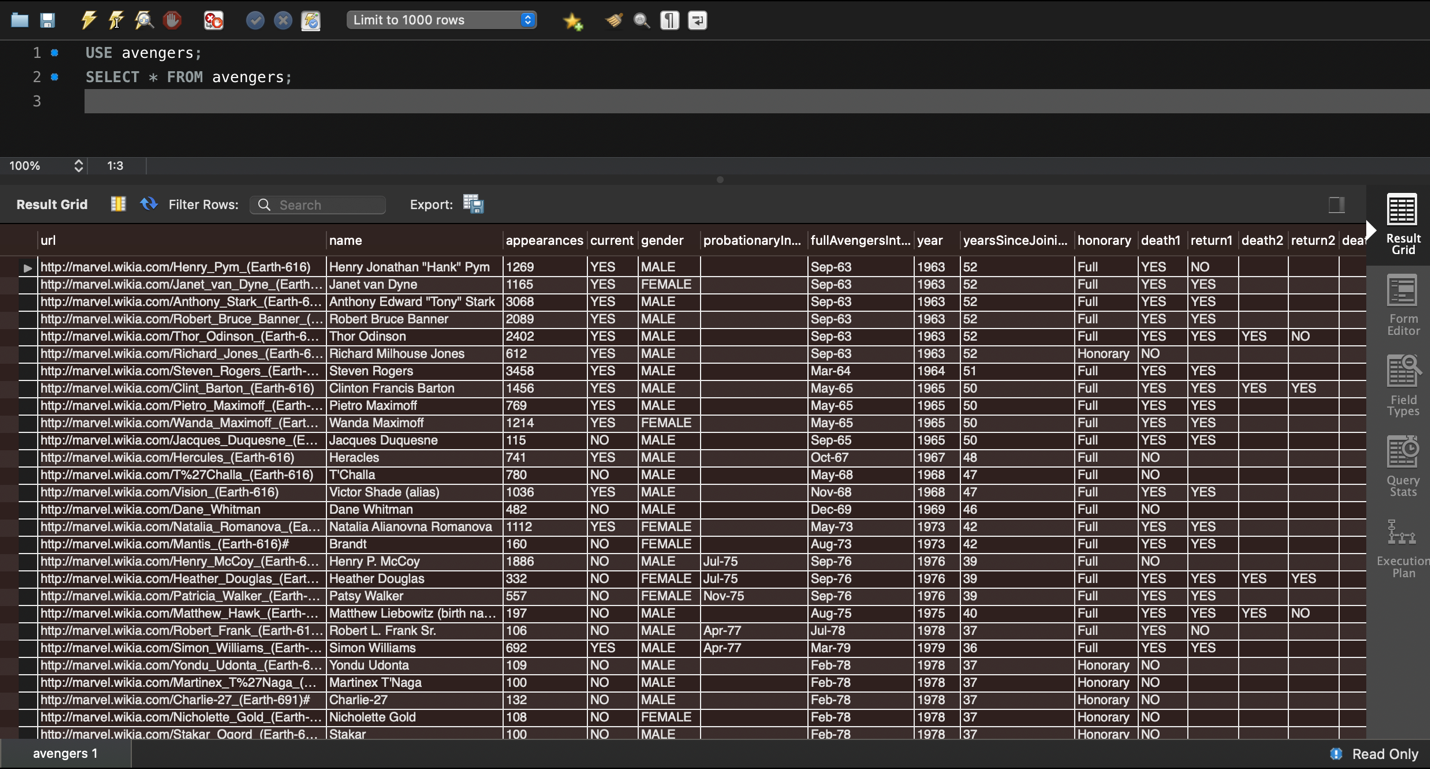 Limit to 1000 rows
1 USE avengers;
2 SELECT * FROM avengers;
3
100% 1:3
Result Grid Filter Rows: Search Export:
url name appearances current gender probationaryIn... fullAvengersInt... year yearsSinceJoini... honorary death1 return1 death2 return2 dea
http://marvel.wikia.com/Henry_Pym_(Earth-616) Henry Jonathan "Hank" Pym 1269 YES MALE Sep-63 1963 52 Full YES NO
http://marvel.wikia.com/Janet_van_Dyne_(Earth... Janet van Dyne 1165 YES FEMALE Sep-63 1963 52 Full YES YES
http://marvel.wikia.com/Anthony_Stark_(Earth-6... Anthony Edward "Tony" Stark 3068 YES MALE Sep-63 1963 52 Full YES YES
http://marvel.wikia.com/Robert_Bruce_Banner_(... Robert Bruce Banner 2089 YES MALE Sep-63 1963 52 Full YES YES
http://marvel.wikia.com/Thor_Odinson_(Earth-6... Thor Odinson 2402 YES MALE Sep-63 1963 52 Full YES YES YES NO
http://marvel.wikia.com/Richard_Jones_(Earth-6... Richard Milhouse Jones 612 YES MALE Sep-63 1963 52 Honorary NO
http://marvel.wikia.com/Steven_Rogers_(Earth-... Steven Rogers 3458 YES MALE Mar-64 1964 51 Full YES YES
http://marvel.wikia.com/Clint_Barton_(Earth-616) Clinton Francis Barton 1456 YES MALE May-65 1965 50 Full YES YES YES YES
http://marvel.wikia.com/Pietro_Maximoff_(Earth-... Pietro Maximoff 769 YES MALE May-65 1965 50 Full YES YES
http://marvel.wikia.com/Wanda_Maximoff_(Eart... Wanda Maximoff 1214 YES FEMALE May-65 1965 50 Full YES YES
http://marvel.wikia.com/Jacques_Duquesne_(E... Jacques Duquesne 115 NO MALE Sep-65 1965 50 Full YES YES
http://marvel.wikia.com/Hercules_(Earth-616) Heracles 741 YES MALE Oct-67 1967 48 Full NO
http://marvel.wikia.com/T%27Challa_(Earth-616) T'Challa 780 NO MALE May-68 1968 47 Full NO
http://marvel.wikia.com/Vision_(Earth-616) Victor Shade (alias) 1036 YES MALE Nov-68 1968 47 Full YES YES
http://marvel.wikia.com/Dane_Whitman Dane Whitman 482 NO MALE Dec-69 1969 46 Full NO
http://marvel.wikia.com/Natalia_Romanova_(Ea... Natalia Alianovna Romanova 1112 YES FEMALE May-73 1973 42 Full YES YES
http://marvel.wikia.com/Mantis_(Earth-616)# Brandt 160 NO FEMALE Aug-73 1973 42 Full YES YES
http://marvel.wikia.com/Henry_McCoy_(Earth-6... Henry P. McCoy 1886 NO MALE Jul-75 Sep-76 1976 39 Full NO
http://marvel.wikia.com/Heather_Douglas_(Eart... Heather Douglas 332 NO FEMALE Jul-75 Sep-76 1976 39 Full YES YES YES YES
http://marvel.wikia.com/Patricia_Walker_(Earth-... Patsy Walker 557 NO FEMALE Nov-75 Sep-76 1976 39 Full YES YES
http://marvel.wikia.com/Matthew_Hawk_(Earth-... Matthew Liebowitz (birth na... 197 NO MALE Aug-75 1975 40 Full YES YES YES NO
http://marvel.wikia.com/Robert_Frank_(Earth-61... Robert L. Frank Sr. 106 NO MALE Apr-77 Jul-78 1978 37 Full YES NO
http://marvel.wikia.com/Simon_Williams_(Earth-... Simon Williams 692 YES MALE Apr-77 Mar-79 1979 36 Full YES YES
http://marvel.wikia.com/Yondu_Udonta_(Earth-6... Yondu Udonta 109 NO MALE Feb-78 1978 37 Honorary NO
http://marvel.wikia.com/Martinex_T%27Naga_(... Martinex T'Naga 100 NO MALE Feb-78 1978 37 Honorary NO
http://marvel.wikia.com/Charlie-27_(Earth-691)# Charlie-27 132 NO MALE Feb-78 1978 37 Honorary NO
http://marvel.wikia.com/Nicholette_Gold_(Earth-... Nicholette Gold 108 NO FEMALE Feb-78 1978 37 Honorary NO
http://marvel.wikia.com/Stakar_Ogord_(Earth-6... Stakar 100 NO MALE Feb-78 1978 37 Honorary NO
Result
Grid
Form
Editor
Field
Types
Query
Stats
Execution
Plan
avengers 1
Read Only